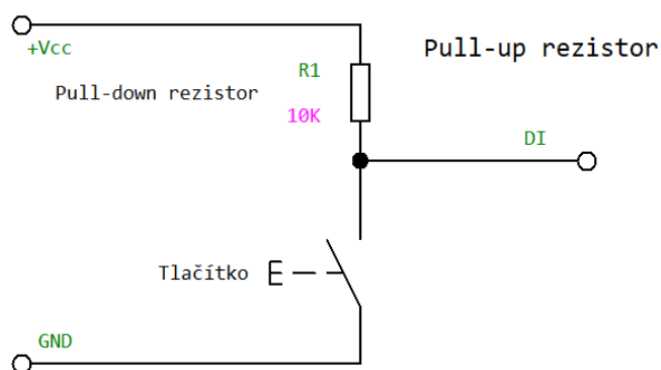 +Vcc
Pull-up rezistor
R1
Pull-down rezistor
10K
DI
Tlačítko
GND